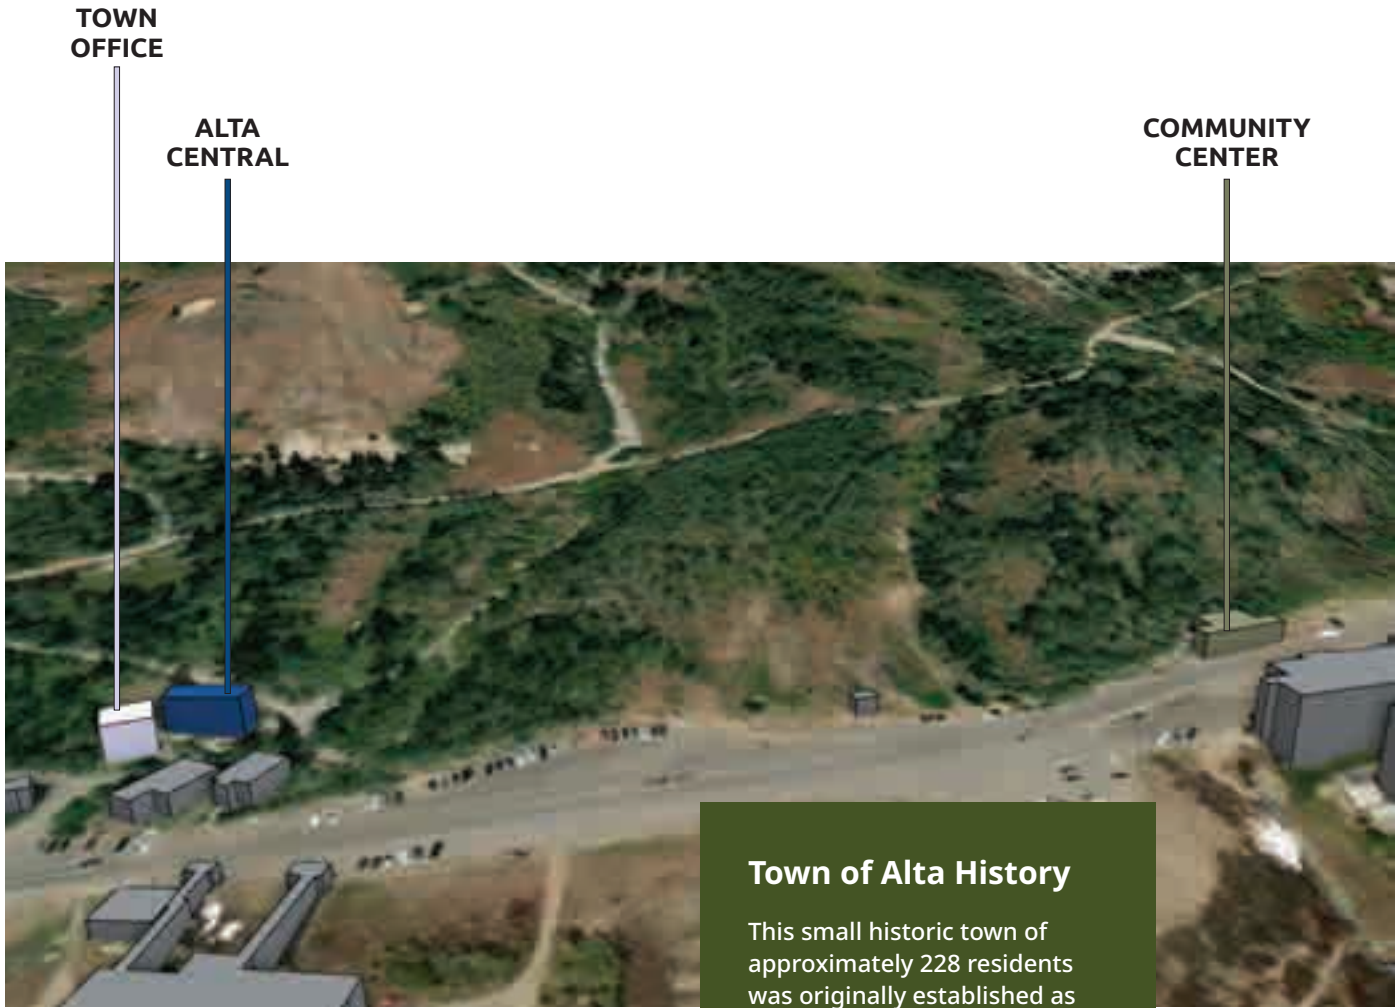 TOWN
OFFICE
ALTA
CENTRAL
COMMUNITY
CENTER
Town of Alta History
This small historic town of
approximately 228 residents
was originally established as